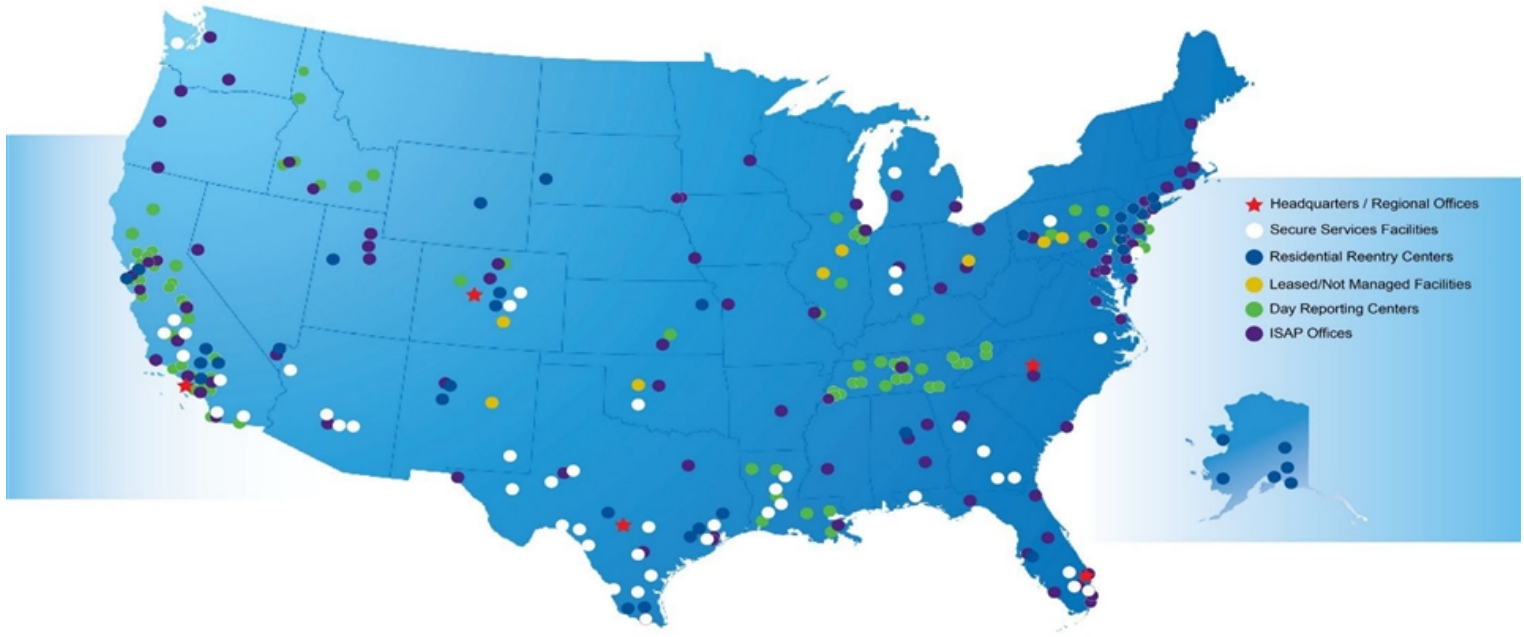 Headquarters / Regional Offices
Secure Services Facilities
Residential Reentry Centers
Leased/Not Managed Facilities
Day Reporting Centers
ISAP Offices